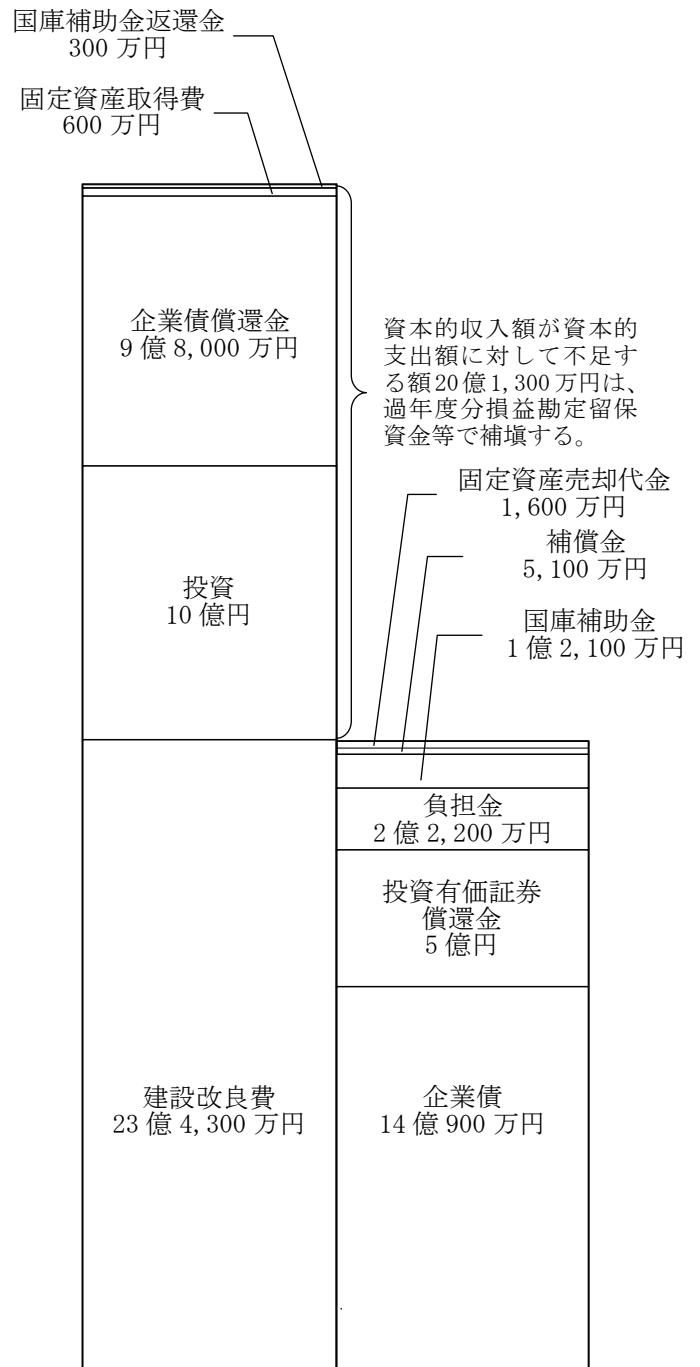 国庫補助金返還金
300 万円
固定資産取得費
600 万円
企業債償還金
9 億 8,000 万円
資本的収入額が資本的
支出額に対して不足す
る額20億1,300万円は、
過年度分損益勘定留保
資金等で補塡する。
固定資産売却代金
1,600 万円
補償金
5,100 万円
投資
10 億円
国庫補助金
1 億 2,100 万円
負担金
2 億 2,200 万円
投資有価証券
償還金
5 億円
建設改良費
23 億 4,300 万円
企業債
14 億 900 万円